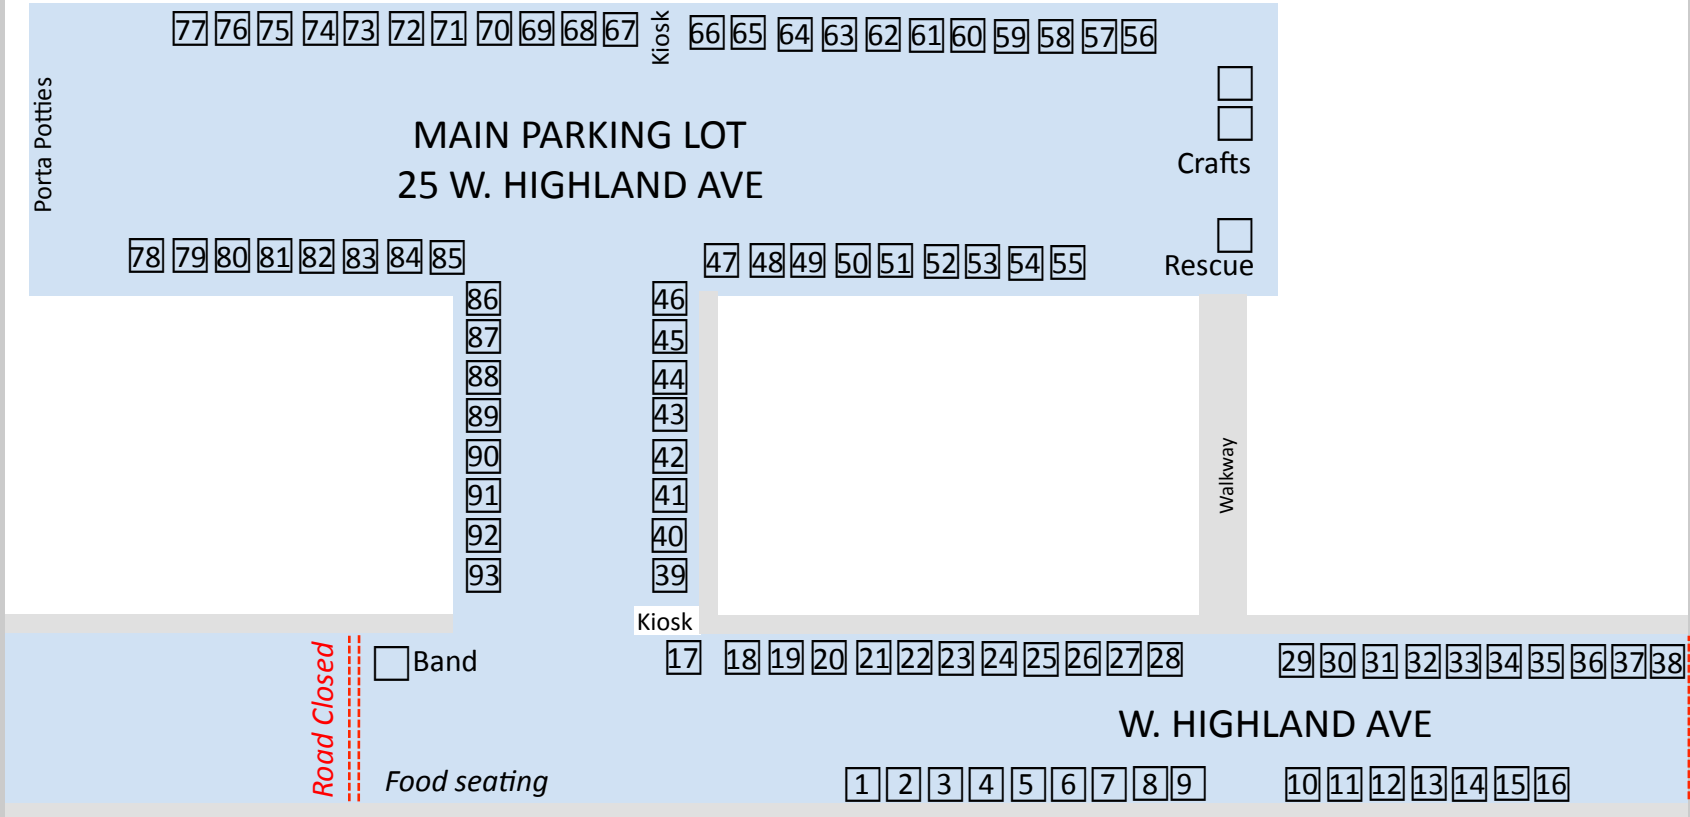 77 76 75 74 73 72 71 70 69 68 67 Kiosk 66 65 64 63 62 61 60 59 58 57 56
Porta Potties
MAIN PARKING LOT
25 W. HIGHLAND AVE
Crafts
78 79 80 81 82 83 84 85 47 48 49 50 51 52 53 54 55
Rescue
86 46
87 45
88 44
89 43
90 42
91 41
92 40
93 39
Walkway
Kiosk
Road Closed
Band
17 18 19 20 21 22 23 24 25 26 27 28 29 30 31 32 33 34 35 36 37 38
W. HIGHLAND AVE
Food seating
1 2 3 4 5 6 7 8 9 10 11 12 13 14 15 16